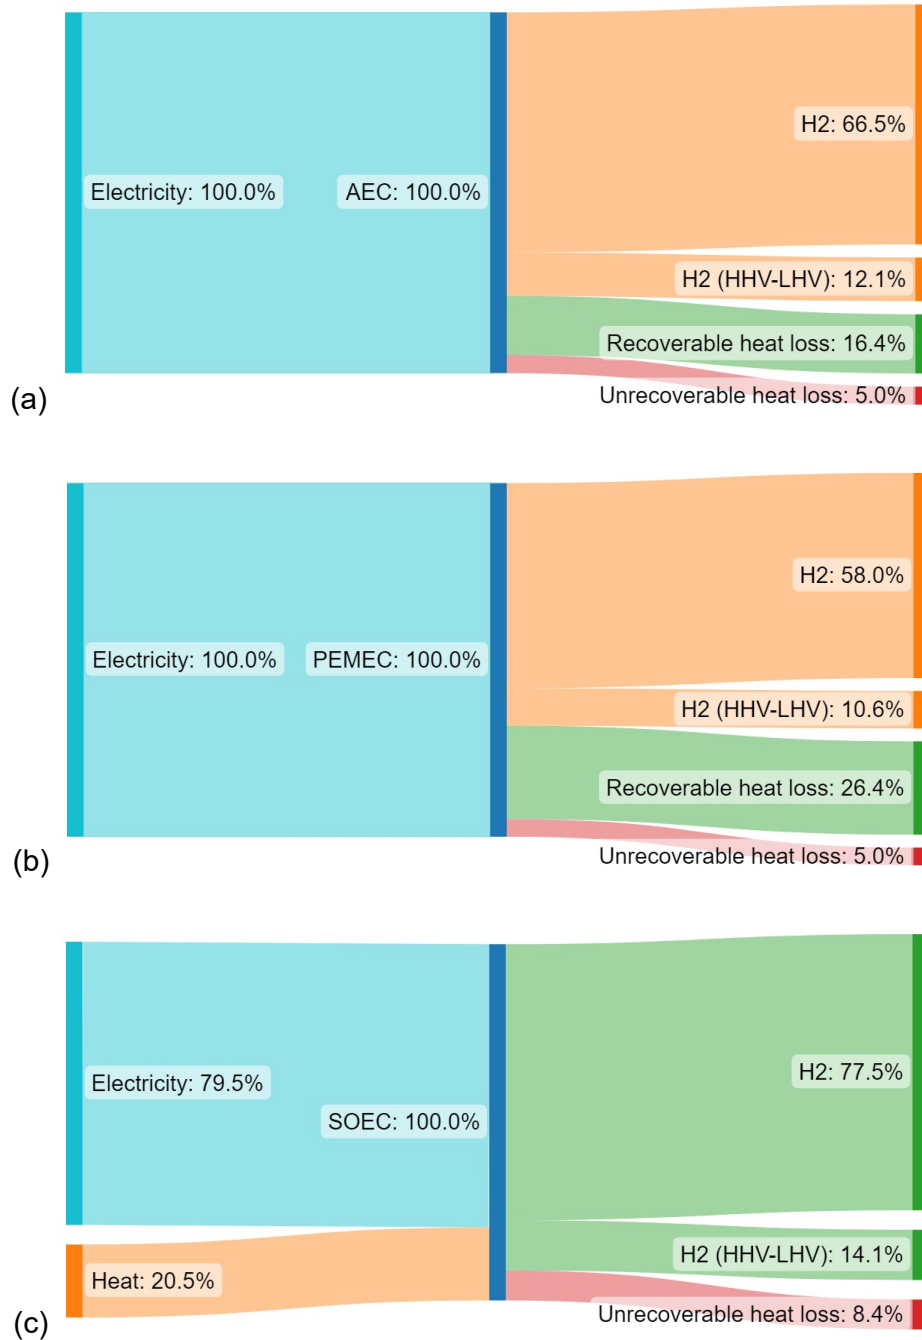 H2: 66.5%
Electricity: 100.0%
AEC: 100.0%
H2 (HHV-LHV): 12.1%
Recoverable heat loss: 16.4%
Unrecoverable heat loss: 5.0%
(a)
H2: 58.0%
Electricity: 100.0%
PEMEC: 100.0%
H2 (HHV-LHV): 10.6%
Recoverable heat loss: 26.4%
Unrecoverable heat loss: 5.0%
(b)
H2: 77.5%
Electricity: 79.5%
SOEC: 100.0%
H2 (HHV-LHV): 14.1%
Heat: 20.5%
Unrecoverable heat loss: 8.4%
(c)